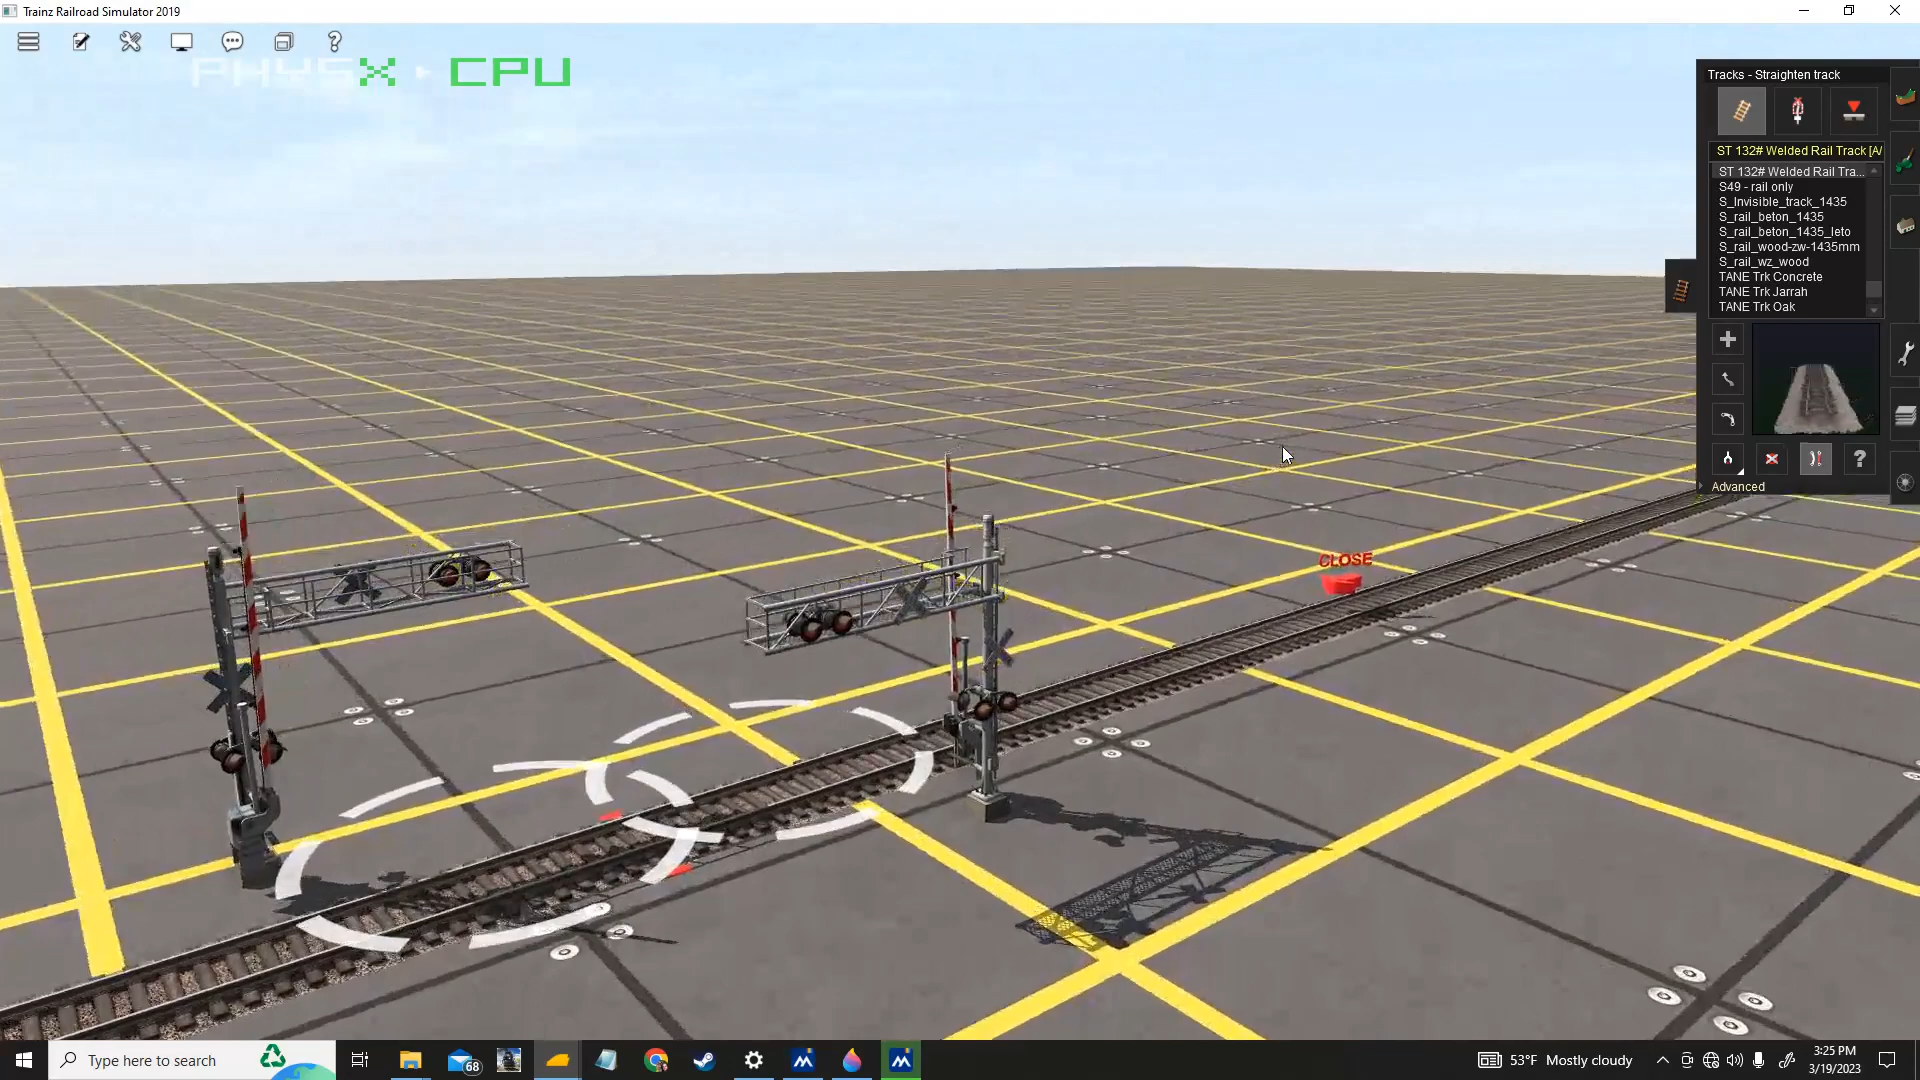 Trainz Railroad Simulator 2019
PHYSX CPU
Tracks - Straighten track
ST 132# Welded Rail Track [A/
ST 132# Welded Rail Tra...
S49 - rail only
S_Invisible_track_1435
S_rail_beton_1435
S_rail_beton_1435_leto
S_rail_wood-zw-1435mm
S_rail_wz_wood
TANE Trk Concrete
TANE Trk Jarrah
TANE Trk Oak
?
Advanced
CLOSE
Type here to search
68
53°F Mostly cloudy
3:25 PM
3/19/2023